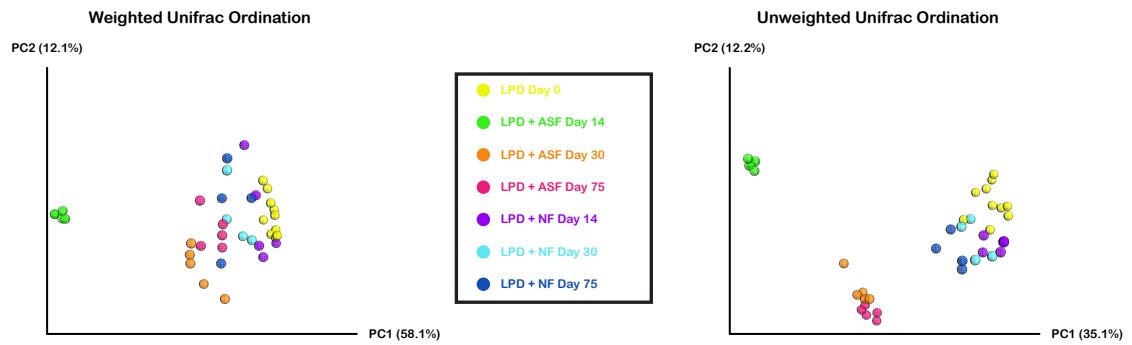 Weighted Unifrac Ordination
PC2 (12.1%)
PC1 (58.1%)
LPD Day 0
LPD + ASF Day 14
LPD + ASF Day 30
LPD + ASF Day 75
LPD + NF Day 14
LPD + NF Day 30
LPD + NF Day 75
Unweighted Unifrac Ordination
PC2 (12.2%)
PC1 (35.1%)